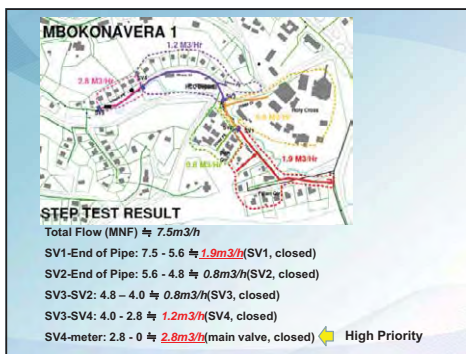 MBOKONAVERA 1
1.2 M3/Hr
2.8 M3/Hr
SV4
Holy Cross
0.8 M3/Hr
SV1
0.8 M3/Hr
1.9 M3/Hr
STEP TEST RESULT
Total Flow (MNF) ≒ 7.5m3/h
SV1-End of Pipe: 7.5 - 5.6 ≒ 1.9m3/h(SV1, closed)
SV2-End of Pipe: 5.6 - 4.8 ≒ 0.8m3/h(SV2, closed)
SV3-SV2: 4.8 – 4.0 ≒ 0.8m3/h(SV3, closed)
SV3-SV4: 4.0 - 2.8 ≒ 1.2m3/h(SV4, closed)
SV4-meter: 2.8 - 0 ≒ 2.8m3/h(main valve, closed) High Priority